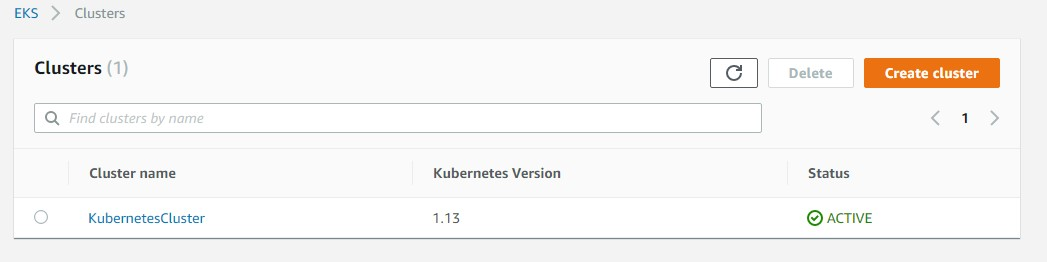 EKS > Clusters
Clusters (1)
Delete
Create cluster
Find clusters by name
1
Cluster name Kubernetes Version Status
KubernetesCluster 1.13 ACTIVE